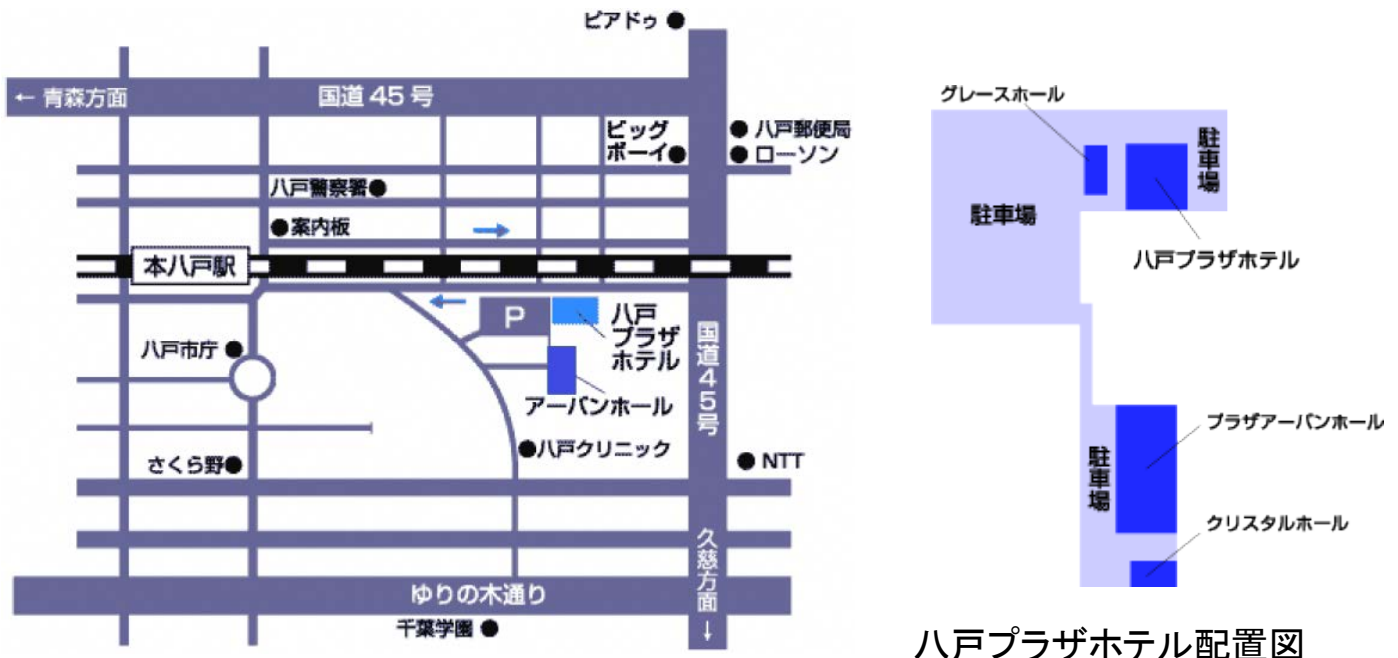 ピアドゥ
← 青森方面
国道 45 号
ビッグ
ボーイ
八戸郵便局
ローソン
八戸警察署
案内板
本八戸駅
P
八戸
プラザ
ホテル
国道45号
八戸市庁
アーバンホール
八戸クリニック
さくら野
NTT
久慈方面
↓
ゆりの木通り
千葉学園
グレースホール
駐車場
駐車場
八戸プラザホテル
プラザアーバンホール
駐車場
クリスタルホール
八戸プラザホテル配置図